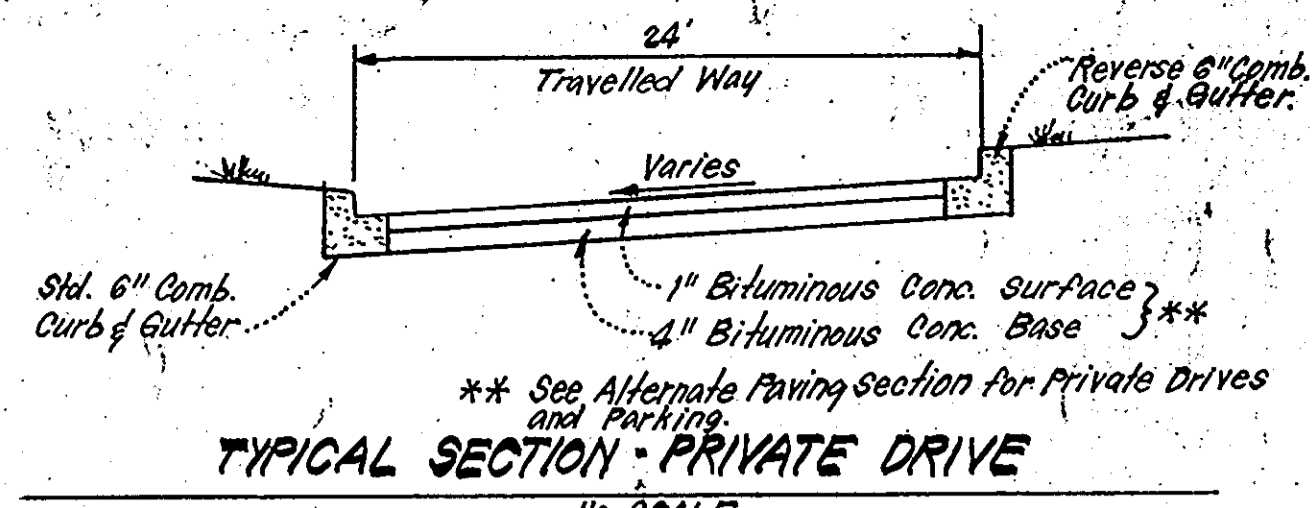 24'
Travelled Way
Reverse 6" Comb.
Curb & Gutter.
Varies
Std. 6" Comb.
Curb & Gutter
1" Bituminous Conc. Surface
4" Bituminous Conc. Base
**
** See Alternate Paving Section for Private Drives
and Parking.
TYPICAL SECTION - PRIVATE DRIVE
SCALE